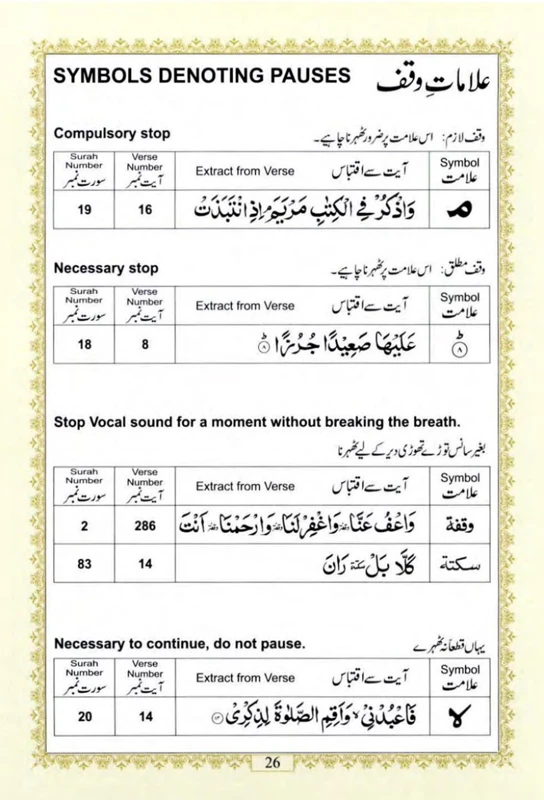 SYMBOLS DENOTING PAUSES علاماتِ وقف
Compulsory stop وقف لازم: اس علامت پر ضرور ٹھہرنا چاہیے۔
Surah Number سورت نمبر Verse Number آیت نمبر Extract from Verse آیت سے اقتباس Symbol علامت
19 16 وَاذْكُرْ فِي الْكِتٰبِ مَرْيَمَ ۘ اِذِ انْتَبَذَتْ مـ
Necessary stop وقف مطلق: اس علامت پر ٹھہرنا چاہیے۔
Surah Number سورت نمبر Verse Number آیت نمبر Extract from Verse آیت سے اقتباس Symbol علامت
18 8 عَلَيْهَا صَعِيْدًا جُرُزًا ؕ۸ ط ۸
Stop Vocal sound for a moment without breaking the breath.
بغیر سانس توڑے تھوڑی دیر کے لیے ٹھہرنا
Surah Number سورت نمبر Verse Number آیت نمبر Extract from Verse آیت سے اقتباس Symbol علامت
2 286 وَاعْفُ عَنَّا وقفة وَاغْفِرْ لَنَا وقفة وَارْحَمْنَا وقفة اَنْتَ وقفة
83 14 كَلَّا بَلْ سكتة رَانَ سكتة
Necessary to continue, do not pause. یہاں قطعاً نہ ٹھہرے
Surah Number سورت نمبر Verse Number آیت نمبر Extract from Verse آیت سے اقتباس Symbol علامت
20 14 فَاعْبُدْنِيْ ۙ وَاَقِمِ الصَّلٰوةَ لِذِكْرِيْ ۱۴ لا
26